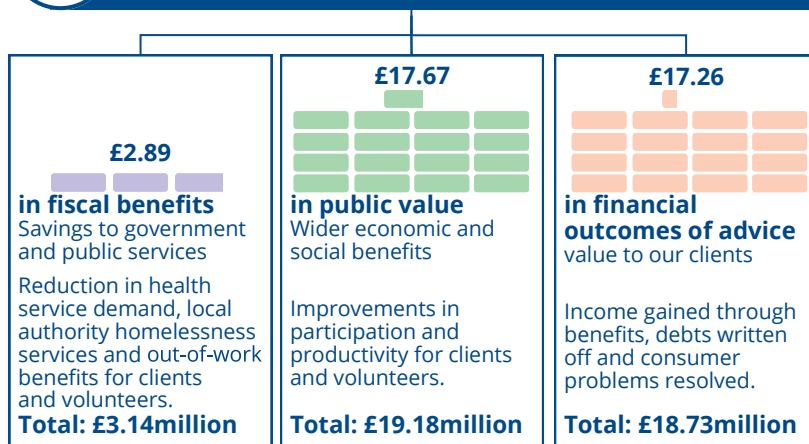 £2.89
in fiscal benefits
Savings to government
and public services
Reduction in health
service demand, local
authority homelessness
services and out-of-work
benefits for clients
and volunteers.
Total: £3.14million
£17.67
in public value
Wider economic and
social benefits
Improvements in
participation and
productivity for clients
and volunteers.
Total: £19.18million
£17.26
in financial
outcomes of advice
value to our clients
Income gained through
benefits, debts written
off and consumer
problems resolved.
Total: £18.73million